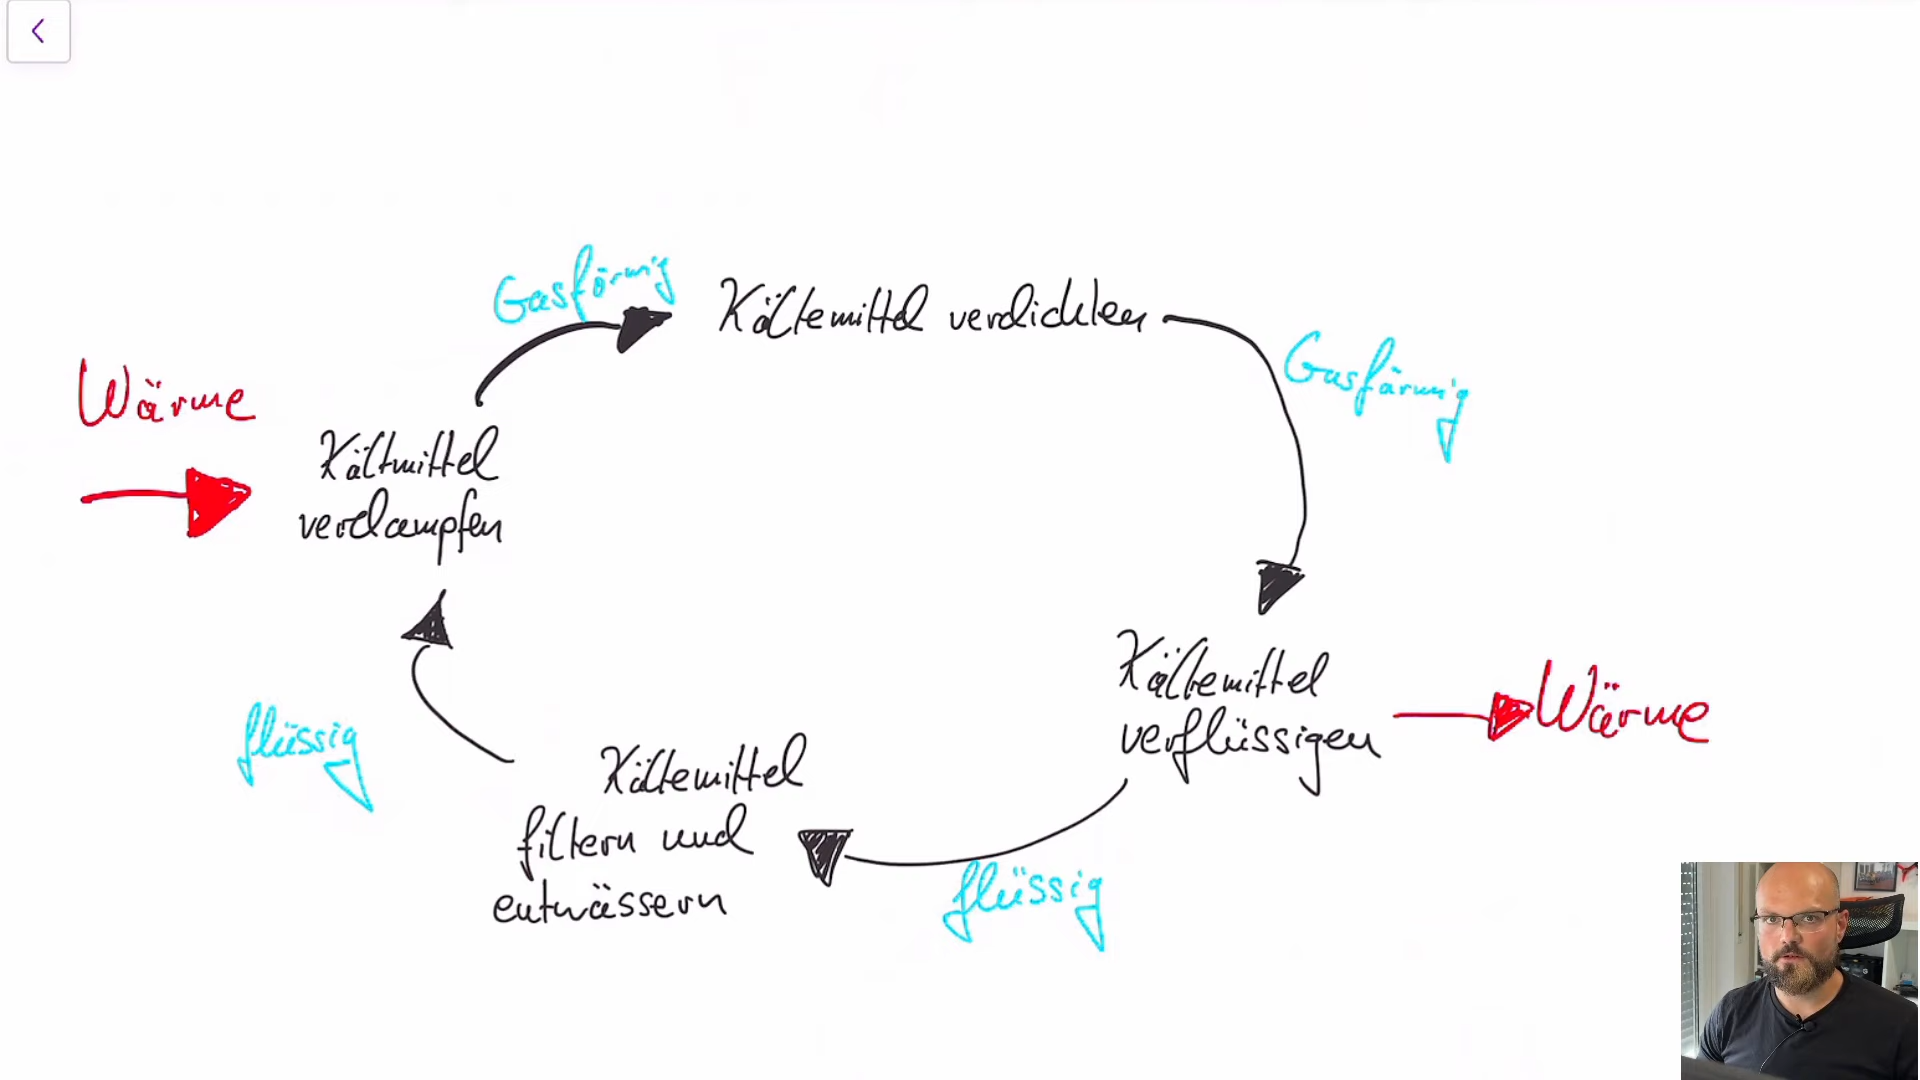 Gasförmig
Kältemittel verdichten
Gasförmig
Wärme
Kältmittel
verdampfen
Kältemittel
verflüssigen
Wärme
flüssig
Kältemittel
filtern und
entwässern
flüssig